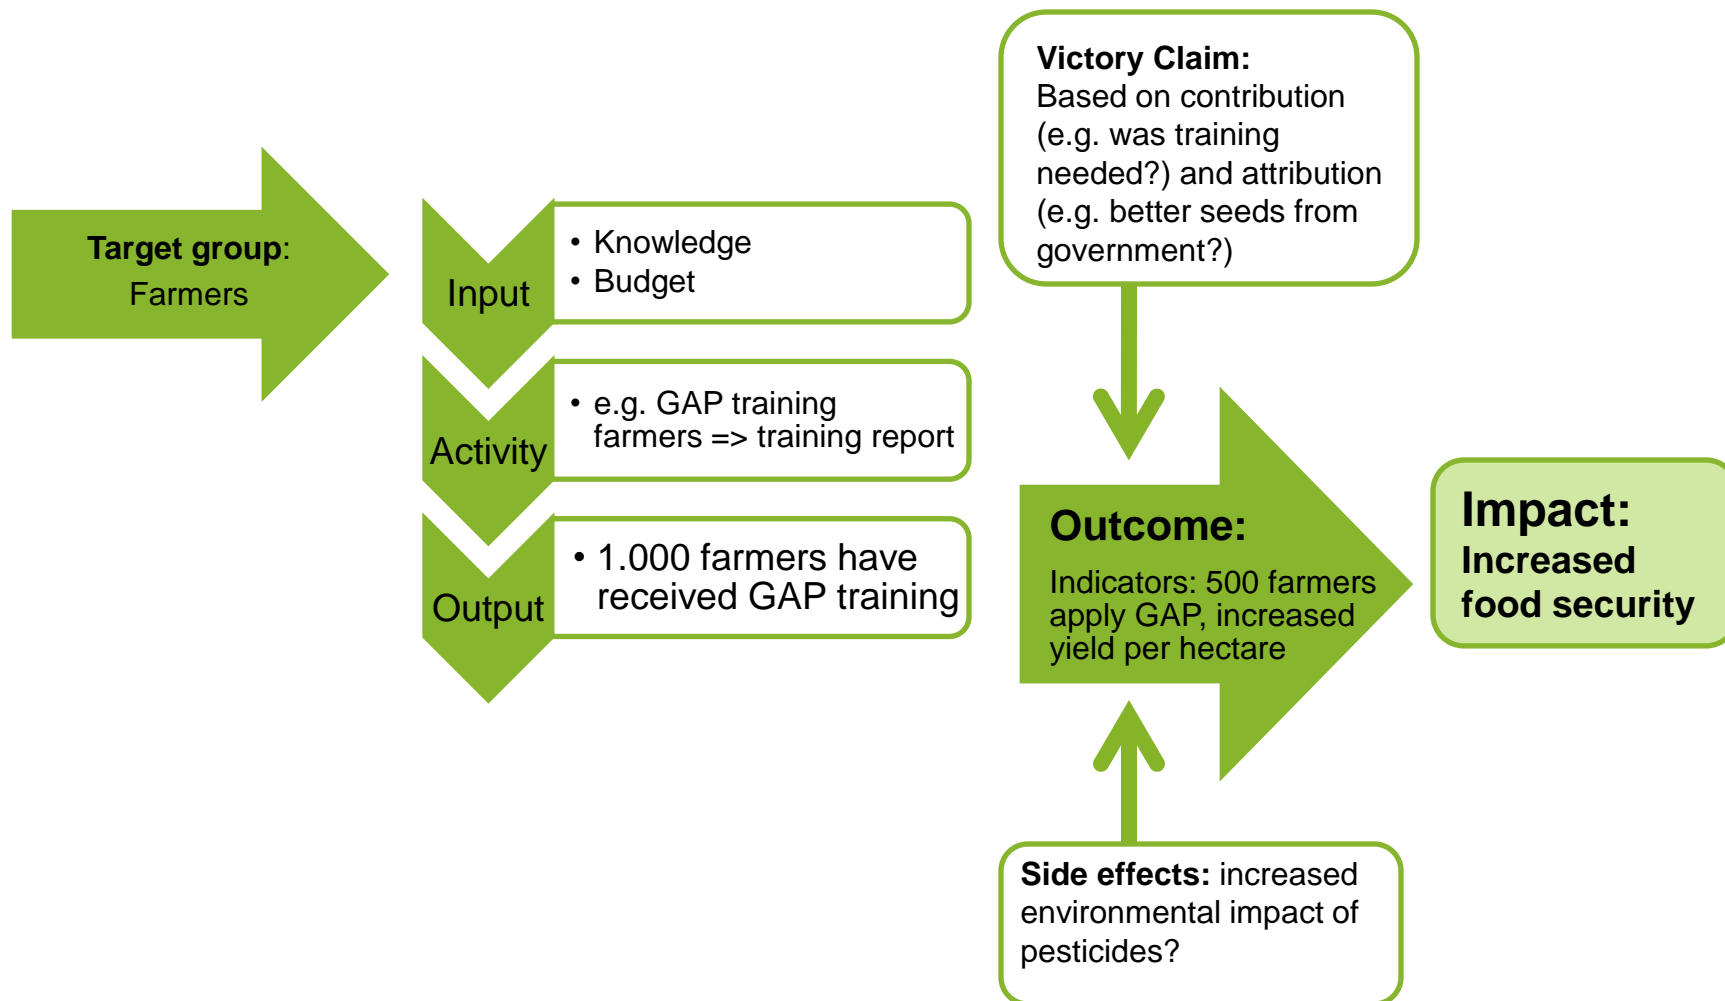 Target group:
Farmers
Input
• Knowledge
• Budget
Activity
• e.g. GAP training
farmers => training report
Output
• 1.000 farmers have
received GAP training
Victory Claim:
Based on contribution
(e.g. was training
needed?) and attribution
(e.g. better seeds from
government?)
Outcome:
Indicators: 500 farmers
apply GAP, increased
yield per hectare
Side effects: increased
environmental impact of
pesticides?
Impact:
Increased
food security